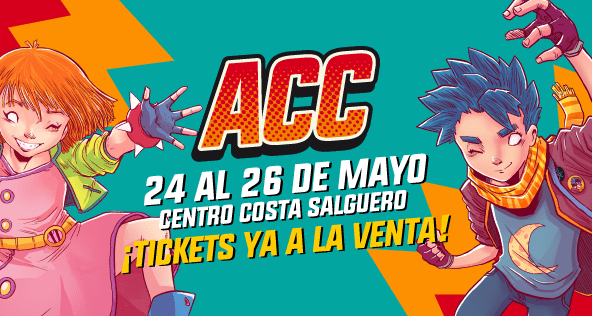 ACC
24 AL 26 DE MAYO
CENTRO COSTA SALGUERO
¡TICKETS YA A LA VENTA!